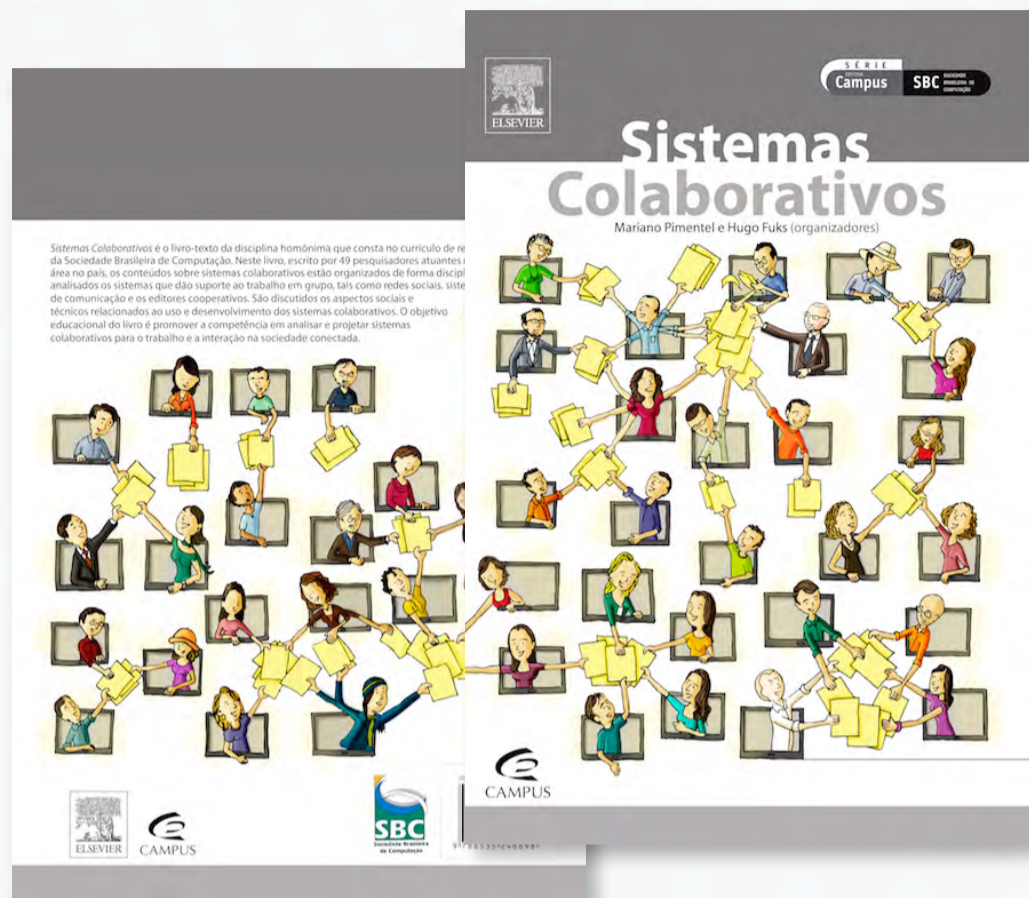 Sistemas Colaborativos é o livro-texto da disciplina homônima que consta no currículo de re
da Sociedade Brasileira de Computação. Neste livro, escrito por 49 pesquisadores atuantes
área no país, os conteúdos sobre sistemas colaborativos estão organizados de forma discipl
analisados os sistemas que dão suporte ao trabalho em grupo, tais como redes sociais, siste
de comunicação e os editores cooperativos. São discutidos os aspectos sociais e
técnicos relacionados ao uso e desenvolvimento dos sistemas colaborativos. O objetivo
educacional do livro é promover a competência em analisar e projetar sistemas
colaborativos para o trabalho e a interação na sociedade conectada.
ELSEVIER
CAMPUS
SBC
Sociedade Brasileira
de Computação
ELSEVIER
SÉRIE
EDITORA
Campus
SBC
SOCIEDADE
BRASILEIRA DE
COMPUTAÇÃO
Sistemas
Colaborativos
Mariano Pimentel e Hugo Fuks (organizadores)
CAMPUS